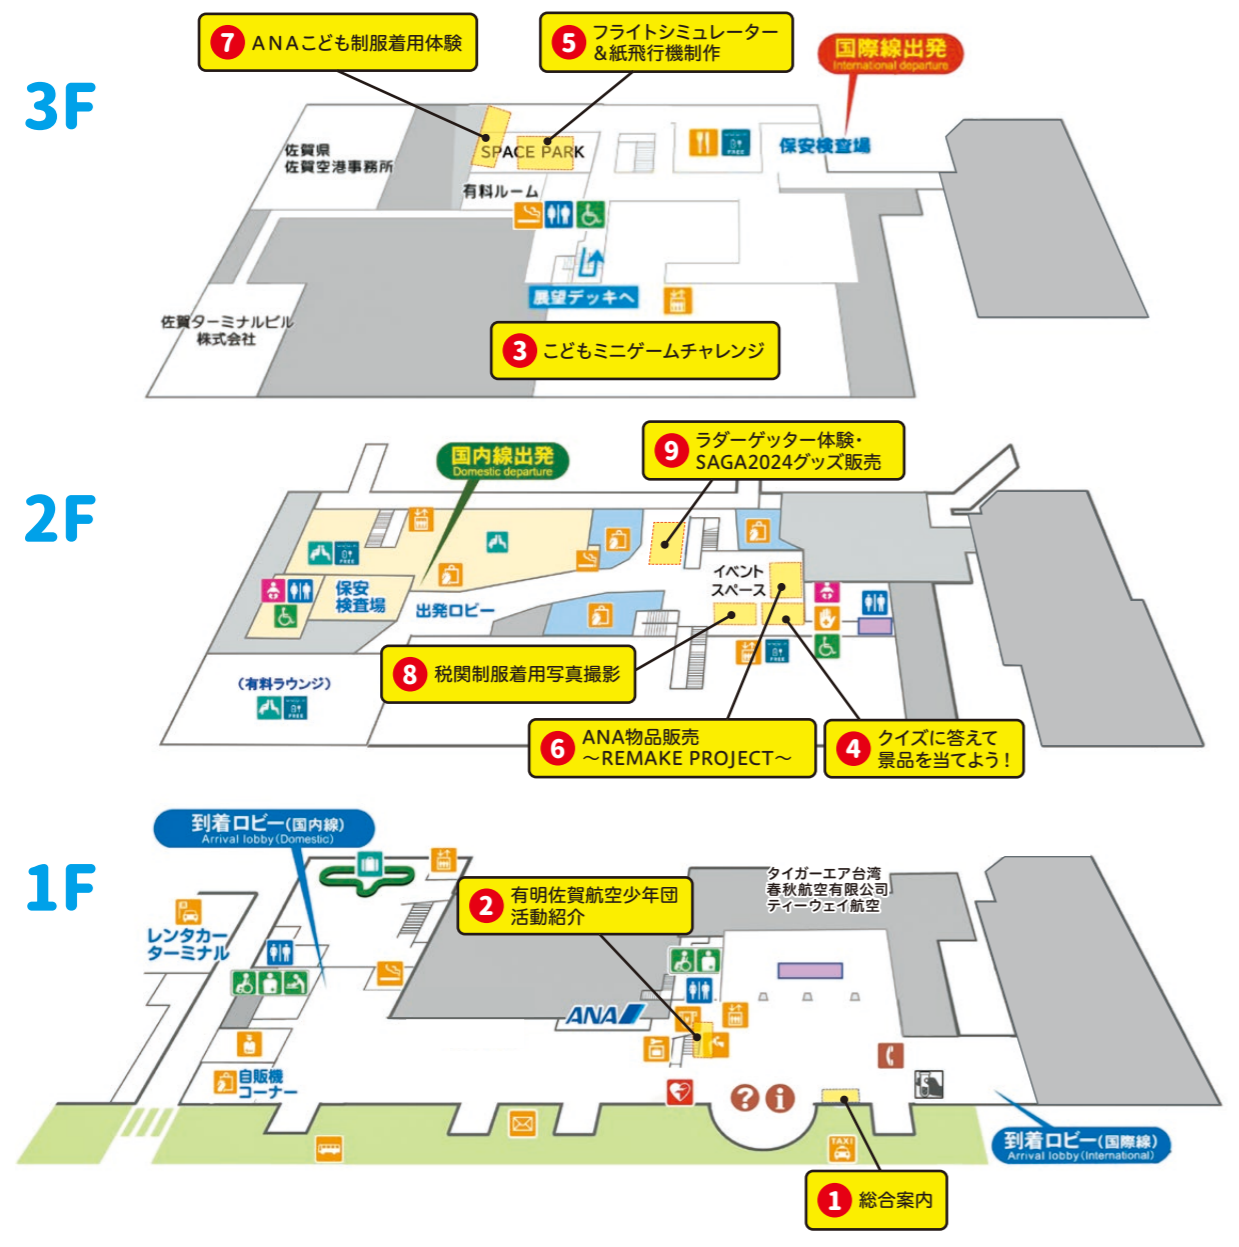 7 ANAこども制服着用体験
5 フライトシミュレーター
&紙飛行機制作
国際線出発
International departure
3F
佐賀県
佐賀空港事務所
SPACE PARK
保安検査場
有料ルーム
展望デッキへ
佐賀ターミナルビル
株式会社
3 こどもミニゲームチャレンジ
9 ラダーゲッター体験・
SAGA2024グッズ販売
国内線出発
Domestic departure
2F
FREE
イベント
スペース
保安
検査場
出発ロビー
(有料ラウンジ)
FREE
8 税関制服着用写真撮影
6 ANA物品販売
～REMAKE PROJECT～
4 クイズに答えて
景品を当てよう!
到着ロビー(国内線)
Arrival lobby(Domestic)
1F
タイガーエア台湾
春秋航空有限公司
ティーウェイ航空
2 有明佐賀航空少年団
活動紹介
レンタカー
ターミナル
ANA
自販機
コーナー
?
i
TAXI
到着ロビー(国際線)
Arrival lobby(International)
1 総合案内